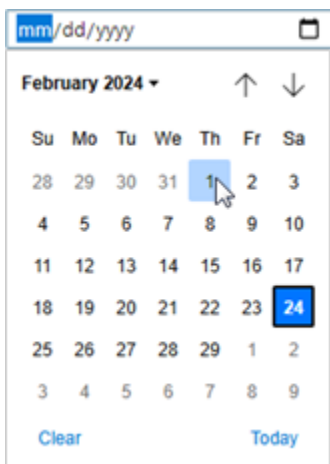 mm/dd/yyyy
February 2024
Su Mo Tu We Th Fr Sa
28 29 30 31 1 2 3
4 5 6 7 8 9 10
11 12 13 14 15 16 17
18 19 20 21 22 23 24
25 26 27 28 29 1 2
3 4 5 6 7 8 9
Clear Today